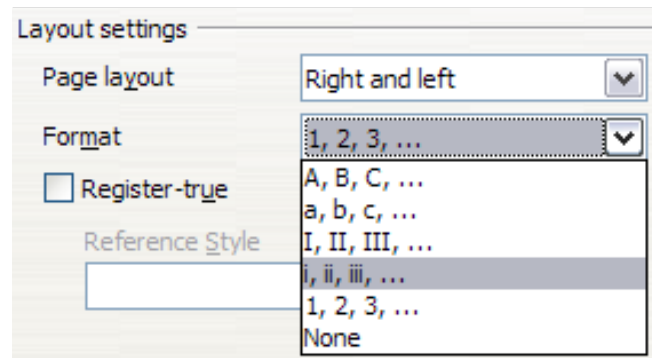 Layout settings
Page layout Right and left
Format 1, 2, 3, ...
Register-true A, B, C, ...
a, b, c, ...
Reference Style I, II, III, ...
i, ii, iii, ...
1, 2, 3, ...
None